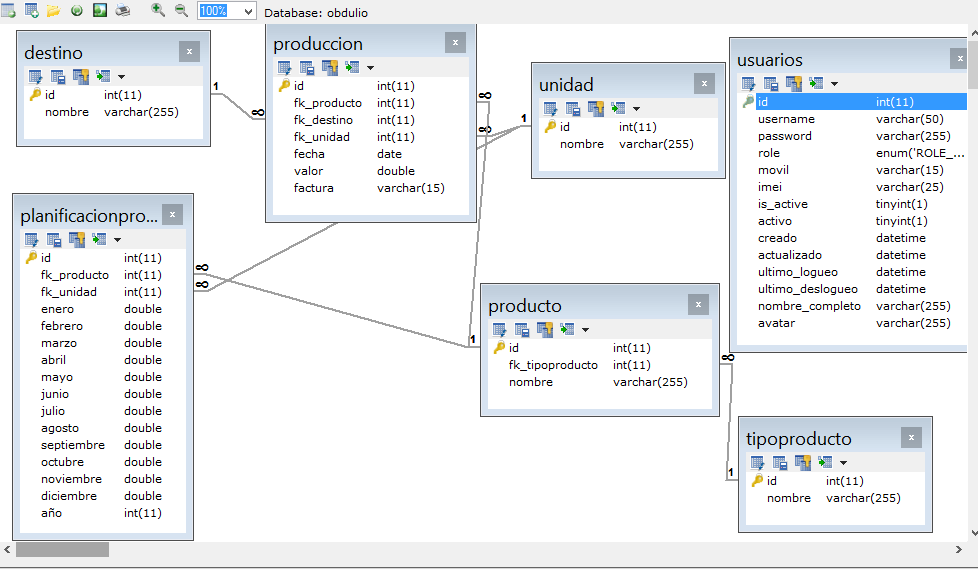 100%
Database: obdulio
destino
id int(11)
nombre varchar(255)
produccion
id int(11)
fk_producto int(11)
fk_destino int(11)
fk_unidad int(11)
fecha date
valor double
factura varchar(15)
unidad
id int(11)
nombre varchar(255)
usuarios
id int(11)
username varchar(50)
password varchar(255)
role enum('ROLE_...
movil varchar(15)
imei varchar(25)
is_active tinyint(1)
activo tinyint(1)
creado datetime
actualizado datetime
ultimo_logueo datetime
ultimo_deslogueo datetime
nombre_completo varchar(255)
avatar varchar(255)
planificacionpro...
id int(11)
fk_producto int(11)
fk_unidad int(11)
enero double
febrero double
marzo double
abril double
mayo double
junio double
julio double
agosto double
septiembre double
octubre double
noviembre double
diciembre double
año int(11)
producto
id int(11)
fk_tipoproducto int(11)
nombre varchar(255)
tipoproducto
id int(11)
nombre varchar(255)
1
8
8
8
1
8
8
1
8
1